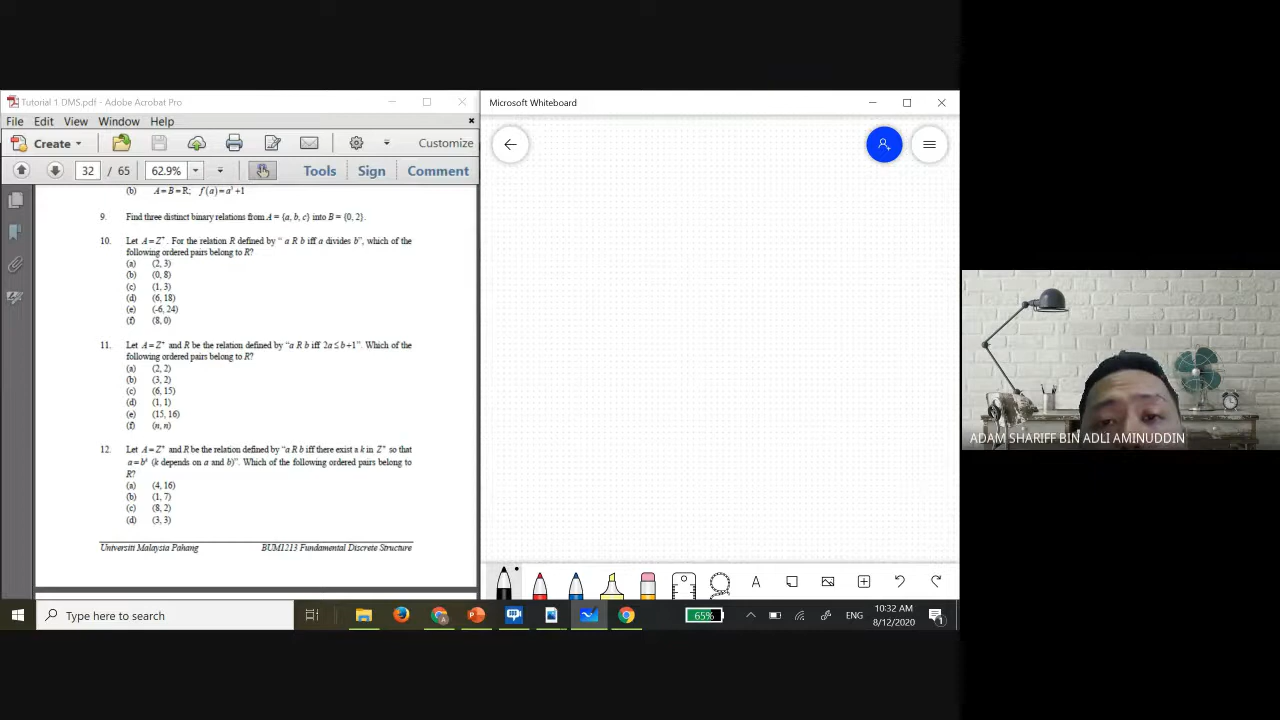 Tutorial 1 DMS.pdf - Adobe Acrobat Pro
File Edit View Window Help
Create
Customize
32 / 65 62.9%
Tools Sign Comment
(b) A = B = R; f(a) = a³ + 1
9. Find three distinct binary relations from A = {a, b, c} into B = {0, 2}.
10. Let A = Z⁺. For the relation R defined by “ a R b iff a divides b”, which of the
following ordered pairs belong to R?
(a) (2, 3)
(b) (0, 8)
(c) (1, 3)
(d) (6, 18)
(e) (-6, 24)
(f) (8, 0)
11. Let A = Z⁺ and R be the relation defined by “a R b iff 2a ≤ b+1”. Which of the
following ordered pairs belong to R?
(a) (2, 2)
(b) (3, 2)
(c) (6, 15)
(d) (1, 1)
(e) (15, 16)
(f) (n, n)
12. Let A = Z⁺ and R be the relation defined by “a R b iff there exist a k in Z⁺ so that
a = bᵏ (k depends on a and b)”. Which of the following ordered pairs belong to
R?
(a) (4, 16)
(b) (1, 7)
(c) (8, 2)
(d) (3, 3)
Universiti Malaysia Pahang BUM1213 Fundamental Discrete Structure
Microsoft Whiteboard
ADAM SHARIFF BIN ADLI AMINUDDIN
Type here to search
65%
ENG
10:32 AM
8/12/2020
1